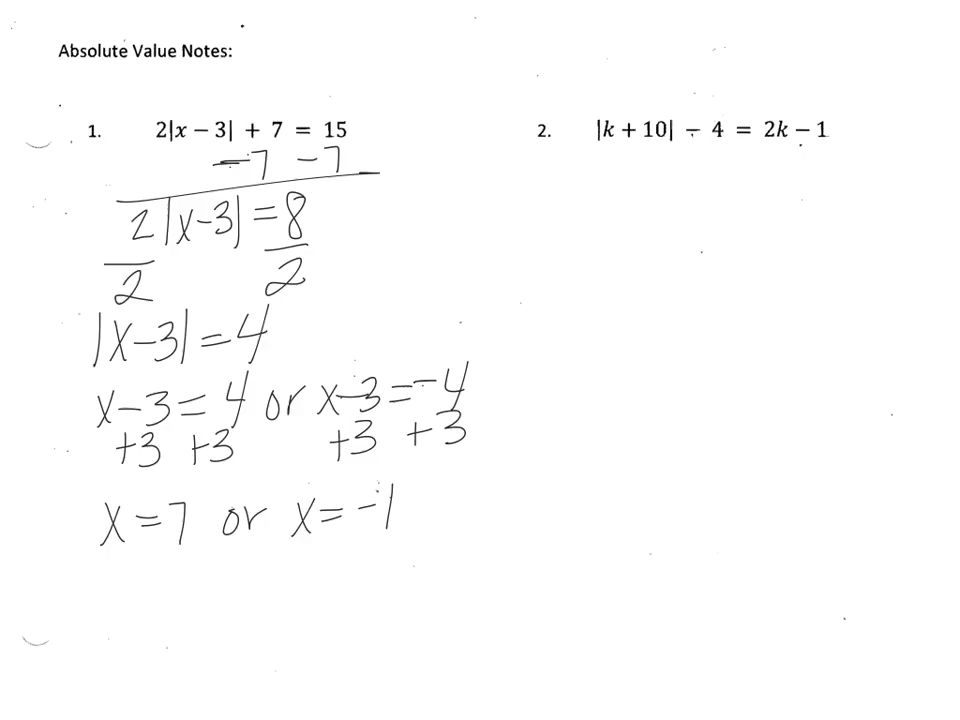 Absolute Value Notes:
1. 2|x − 3| + 7 = 15
−7 −7
2|x−3| = 8
2 2
|x−3| = 4
x−3 = 4 or x−3 = −4
+3 +3 +3 +3
x = 7 or x = −1
2. |k + 10| − 4 = 2k − 1